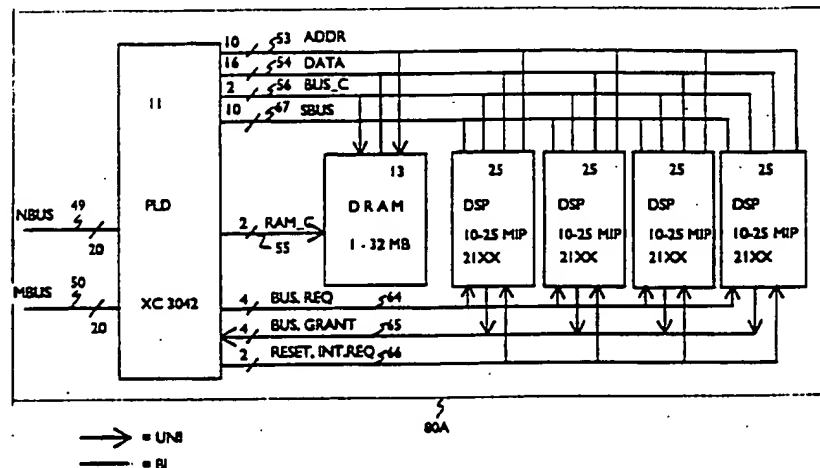 10 53 ADDR
16 54 DATA
2 56 BUS_C
10 67 SBUS
11
PLD
XC 3042
NBUS 49
20
MBUS 50
20
2 RAM_C
55
13
DRAM
1 - 32 MB
25
DSP
10-25 MIP
21XX
25
DSP
10-25 MIP
21XX
25
DSP
10-25 MIP
21XX
25
DSP
10-25 MIP
21XX
4 BUS. REQ 64
4 BUS. GRANT 65
2 RESET. INT.REQ 66
80A
= UNI
= BI